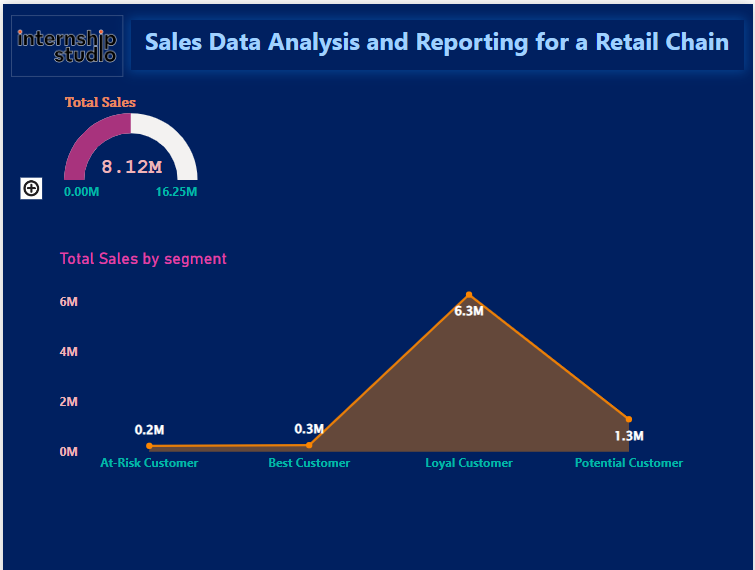 internship
studio
Sales Data Analysis and Reporting for a Retail Chain
Total Sales
8.12M
0.00M 16.25M
Total Sales by segment
6M
6.3M
4M
2M
0.2M 0.3M 1.3M
0M
At-Risk Customer Best Customer Loyal Customer Potential Customer